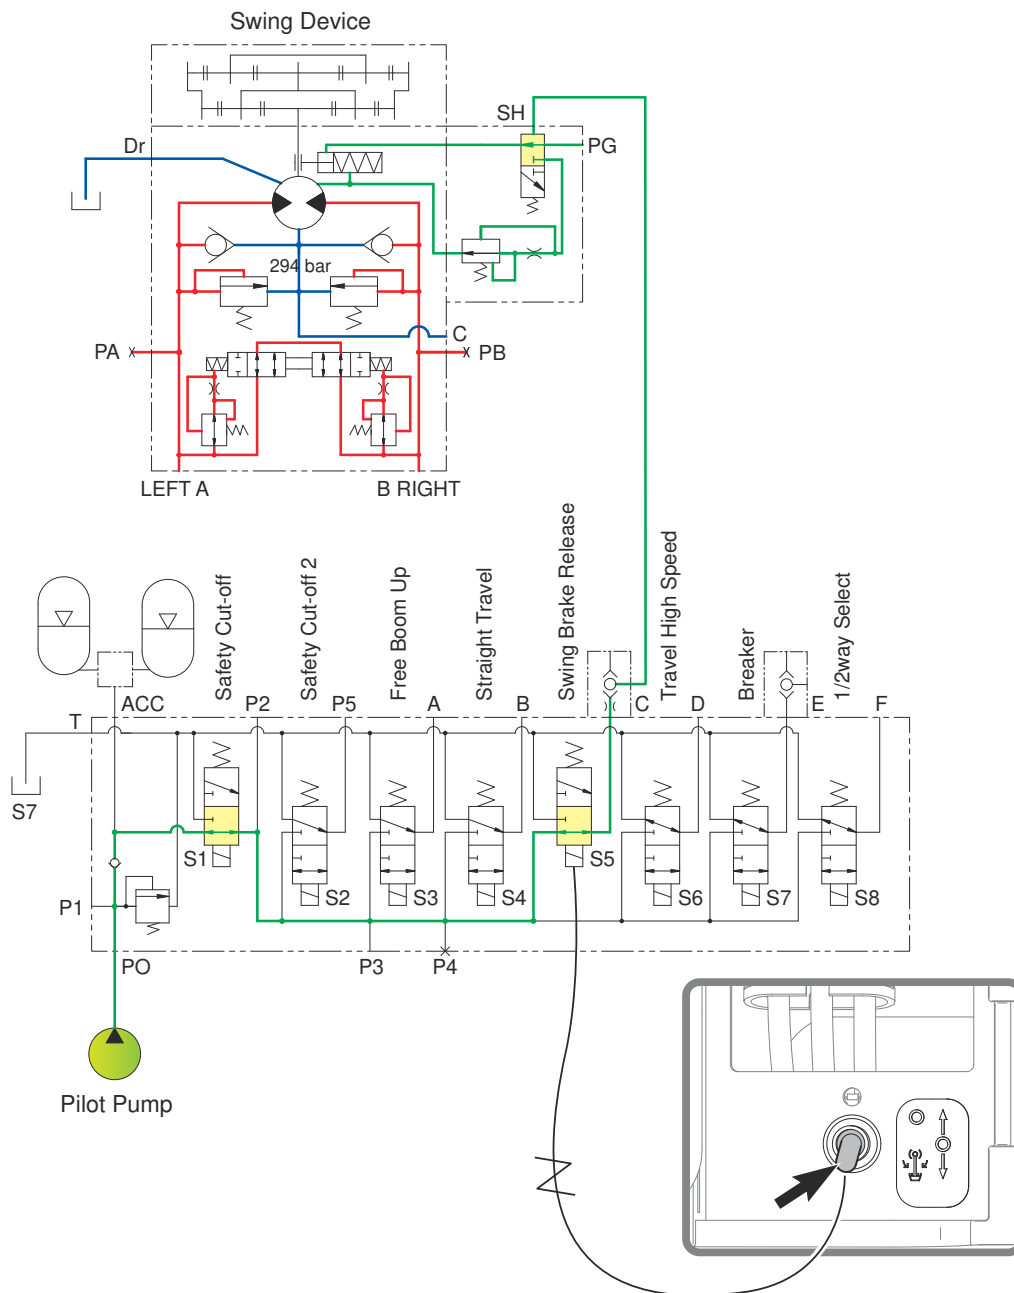 Swing Device
SH
Dr
PG
294 bar
C
PA
PB
LEFT A
B RIGHT
Safety Cut-off
Safety Cut-off 2
Free Boom Up
Straight Travel
Swing Brake Release
Travel High Speed
Breaker
1/2way Select
ACC
P2
P5
A
B
C
D
E
F
T
S7
S1
S2
S3
S4
S5
S6
S7
S8
P1
PO
P3
P4
Pilot Pump